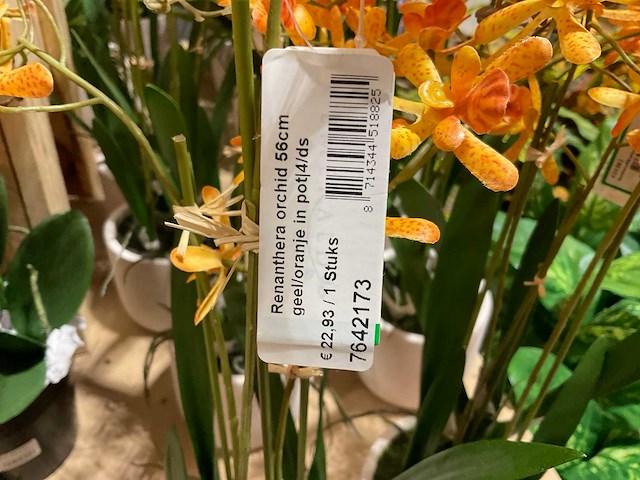 Renanthera orchid 56cm
geel/oranje in pot|4/ds
€ 22,93 / 1 Stuks
7642173
8 714344 518825